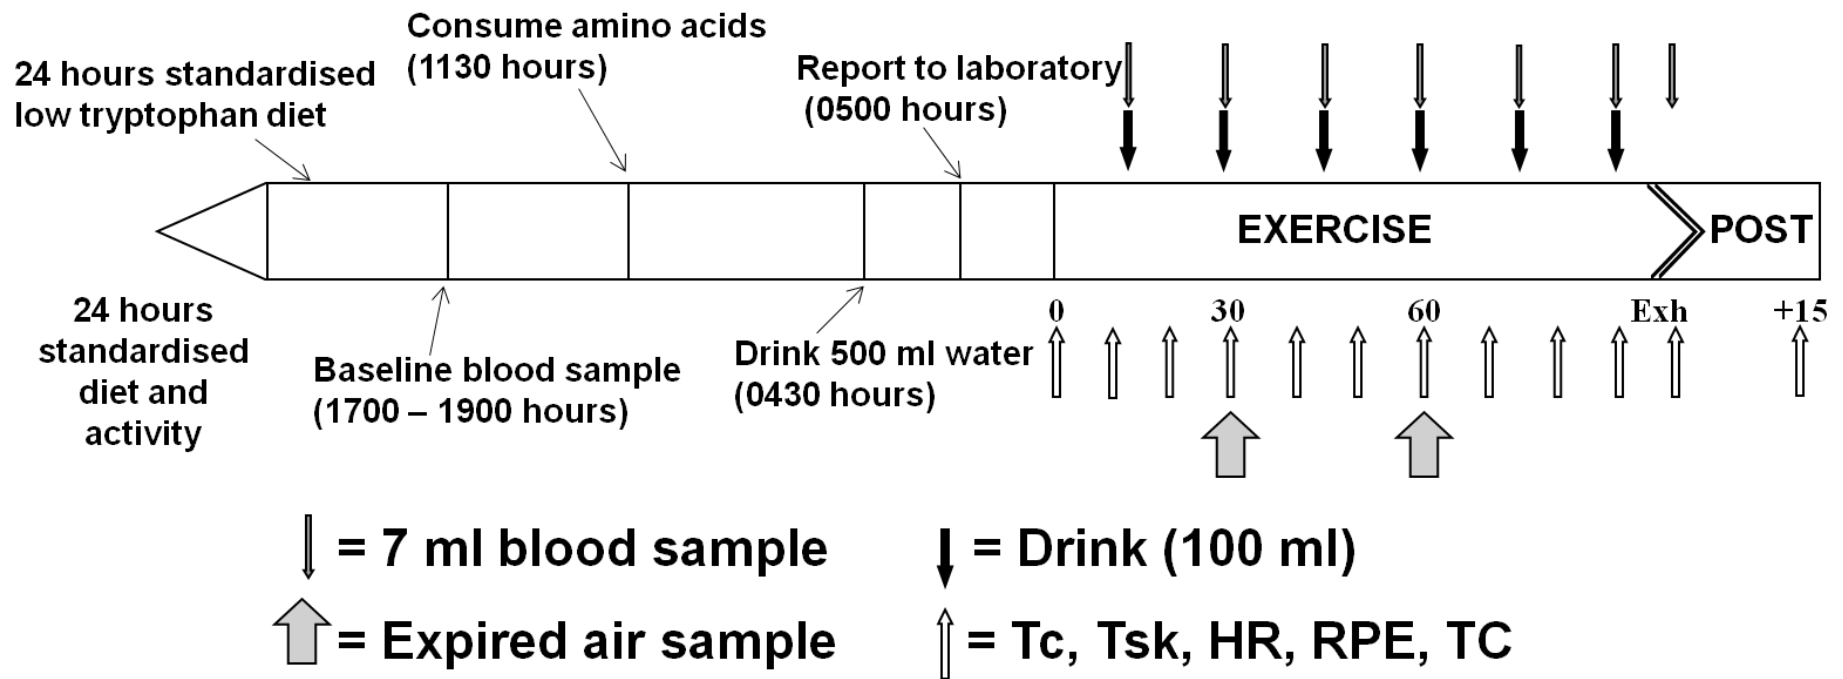 Consume amino acids
(1130 hours)
24 hours standardised
low tryptophan diet
Report to laboratory
(0500 hours)
EXERCISE
POST
0
30
60
Exh
+15
24 hours
standardised
diet and
activity
Baseline blood sample
(1700 – 1900 hours)
Drink 500 ml water
(0430 hours)
= 7 ml blood sample
= Drink (100 ml)
= Expired air sample
= Tc, Tsk, HR, RPE, TC